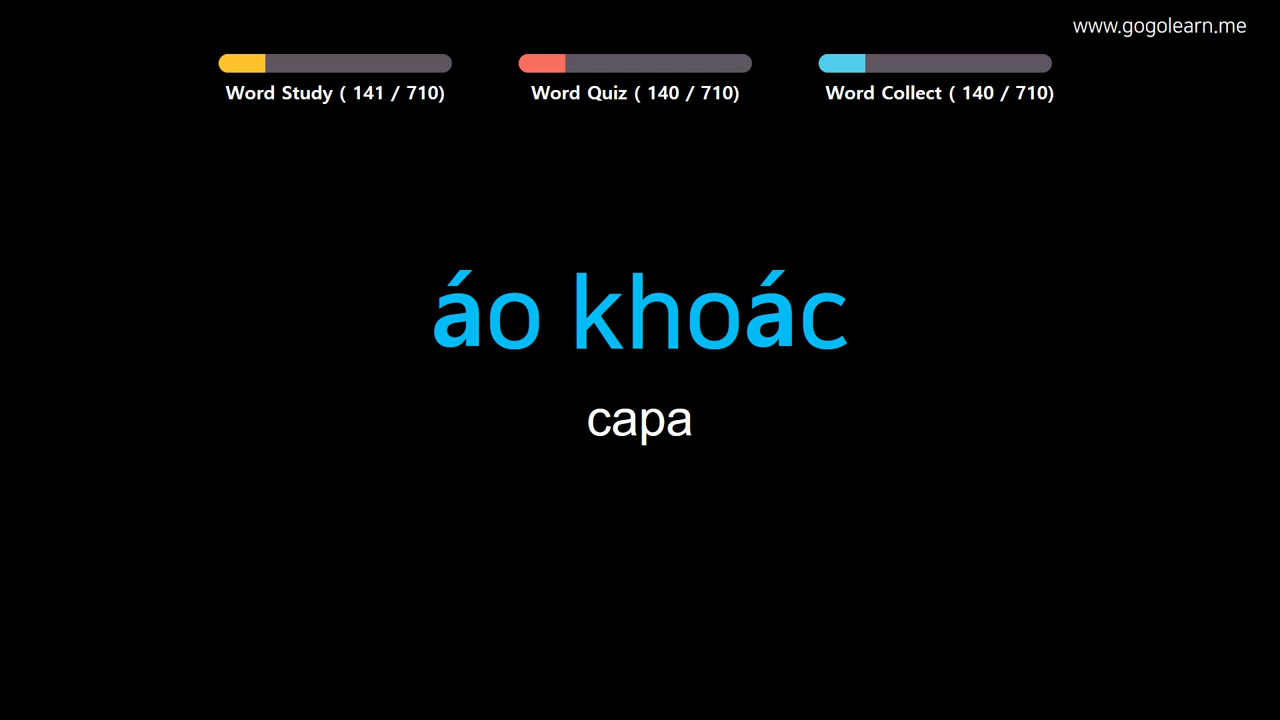 www.gogolearn.me
Word Study ( 141 / 710)
Word Quiz ( 140 / 710)
Word Collect ( 140 / 710)
áo khoác
capa